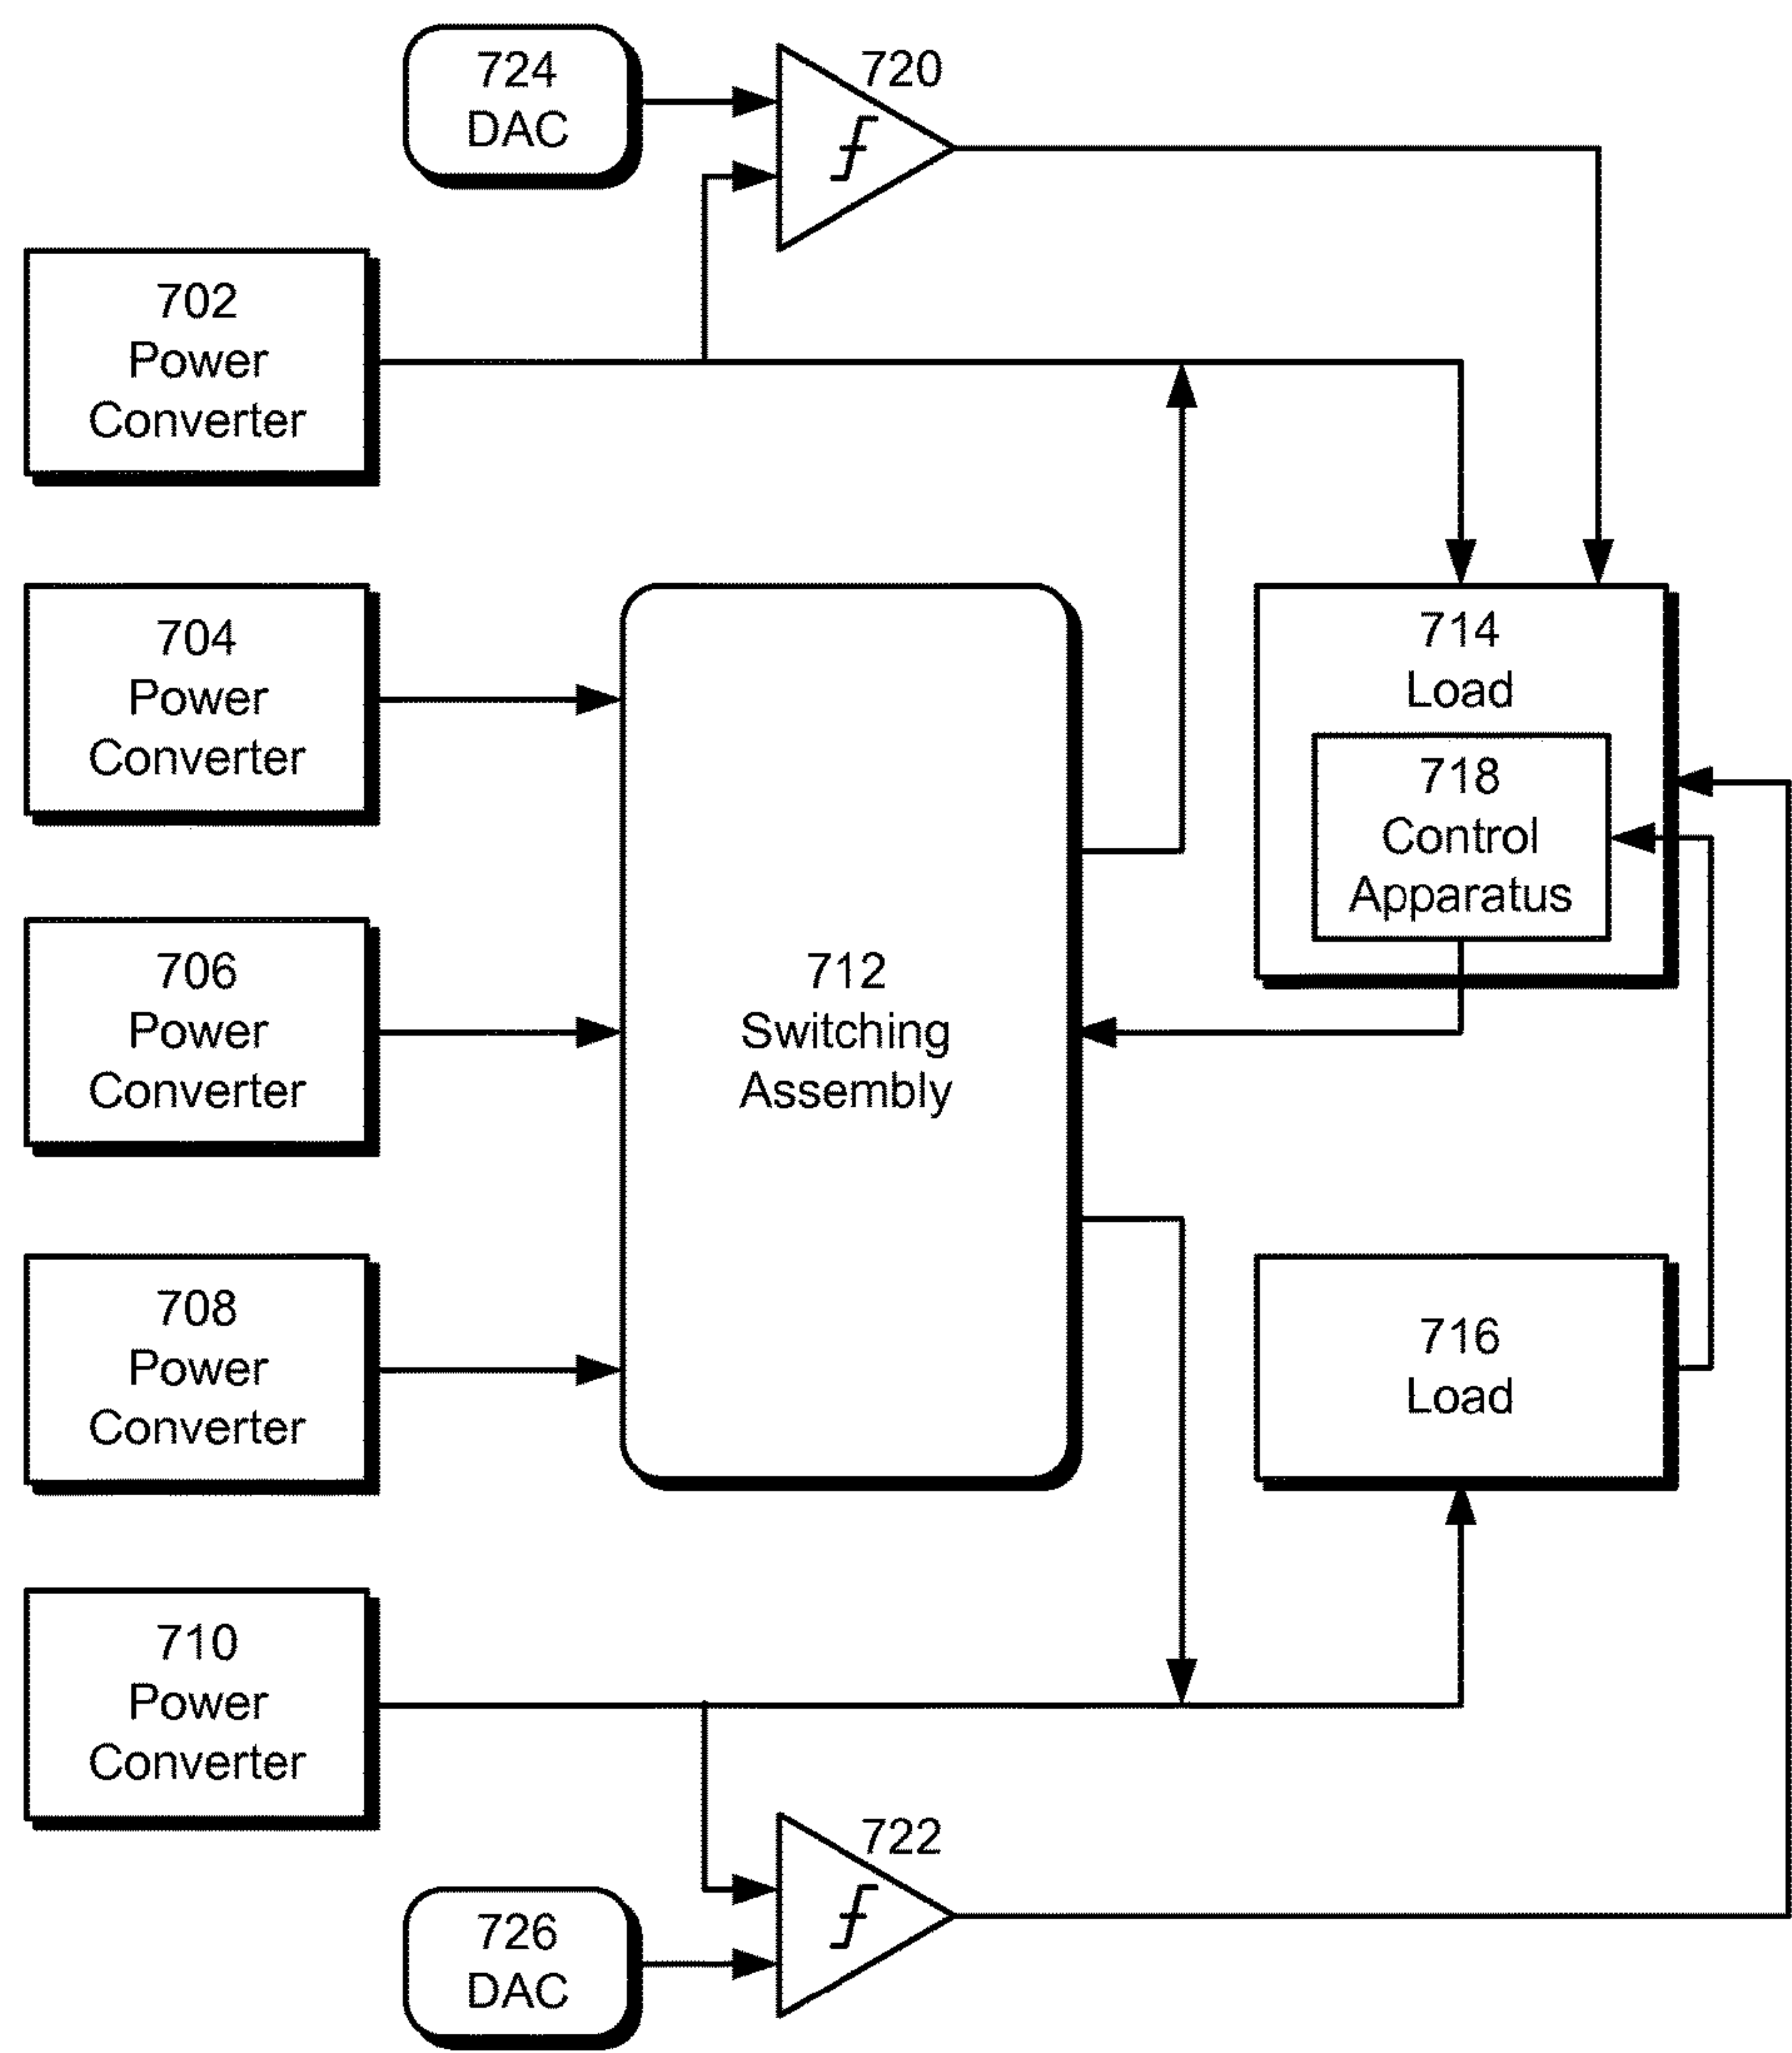 724
DAC
720
702
Power
Converter
704
Power
Converter
714
Load
718
Control
Apparatus
706
Power
Converter
712
Switching
Assembly
708
Power
Converter
716
Load
710
Power
Converter
722
726
DAC